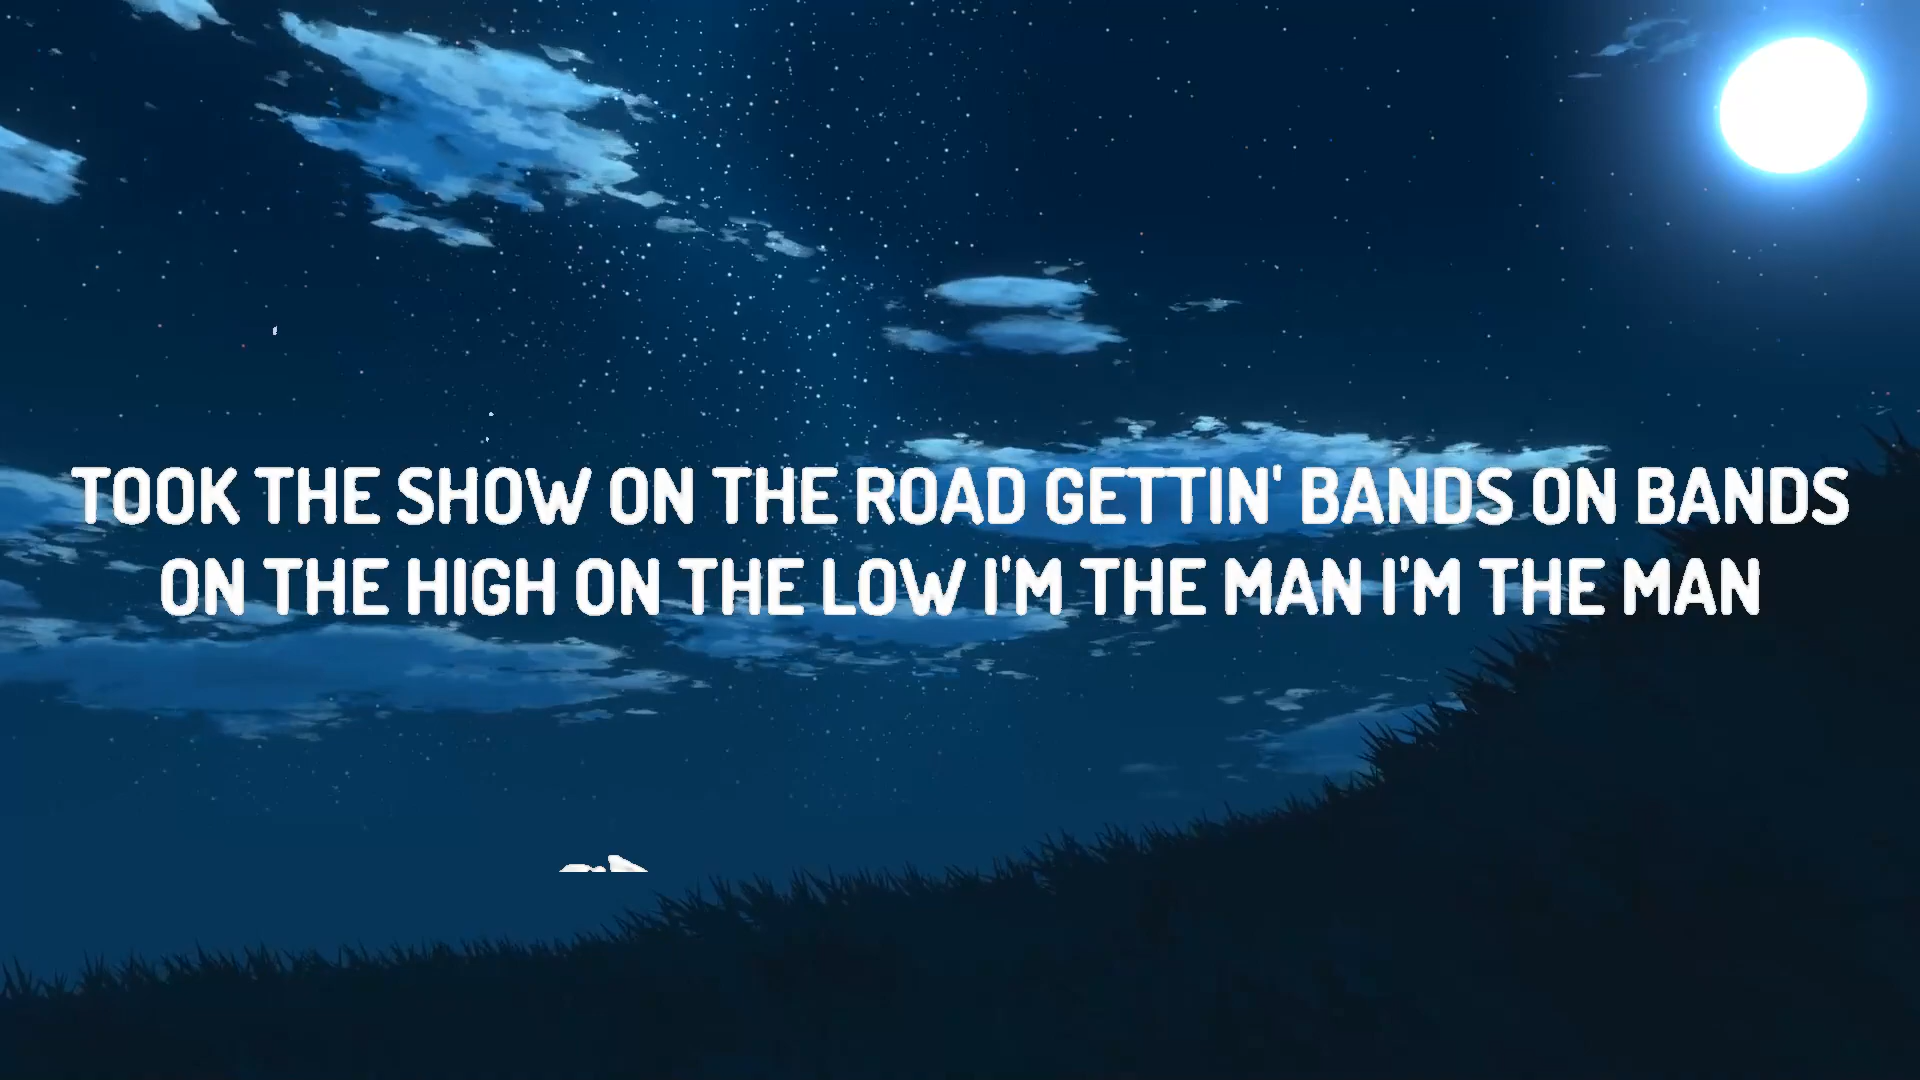 TOOK THE SHOW ON THE ROAD GETTIN' BANDS ON BANDS
ON THE HIGH ON THE LOW I'M THE MAN I'M THE MAN